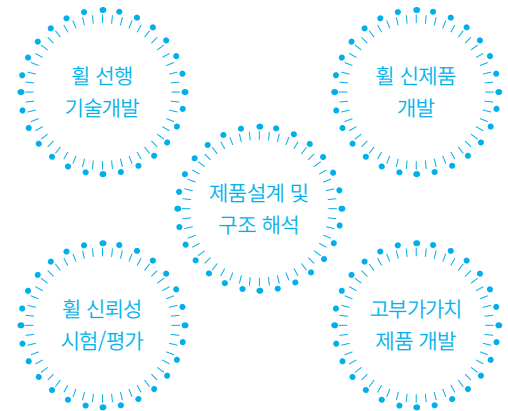 휠 선행
기술개발
휠 신제품
개발
제품설계 및
구조 해석
휠 신뢰성
시험/평가
고부가가치
제품 개발